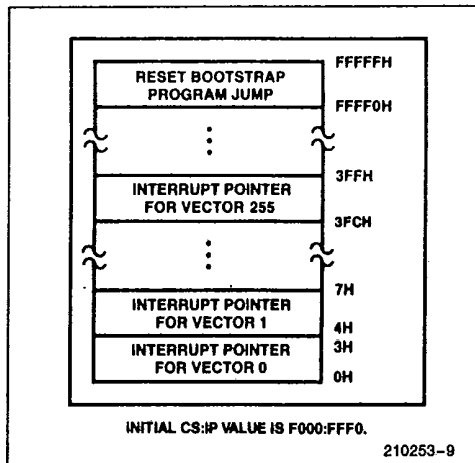 RESET BOOTSTRAP
PROGRAM JUMP
FFFFFH
FFFF0H
3FFH
INTERRUPT POINTER
FOR VECTOR 255
3FCH
7H
INTERRUPT POINTER
FOR VECTOR 1
4H
3H
INTERRUPT POINTER
FOR VECTOR 0
0H
INITIAL CS:IP VALUE IS F000:FFF0.
210253–9